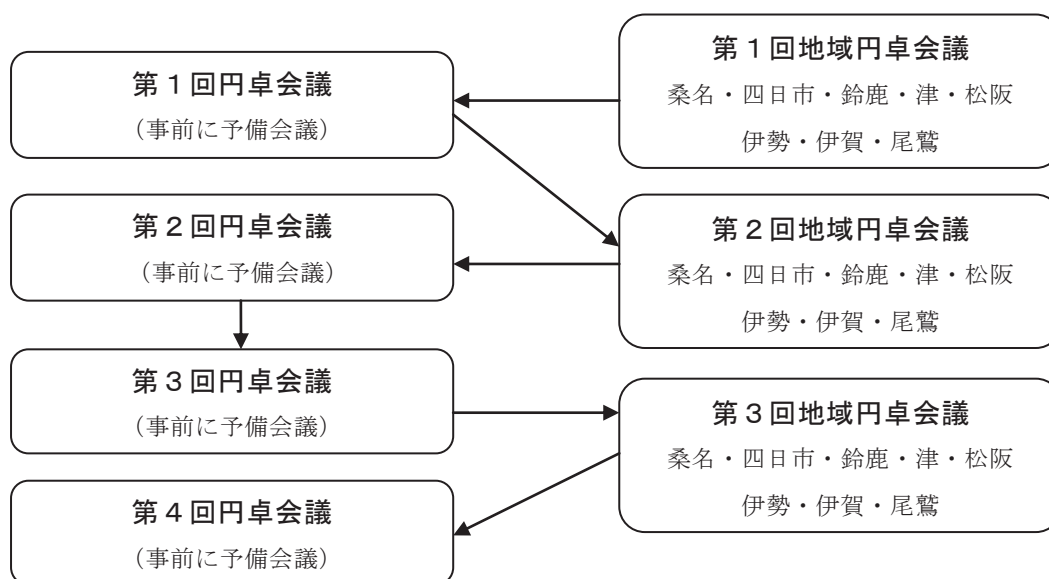 第1回円卓会議
(事前に予備会議)
第1回地域円卓会議
桑名・四日市・鈴鹿・津・松阪
伊勢・伊賀・尾鷲
第2回円卓会議
(事前に予備会議)
第2回地域円卓会議
桑名・四日市・鈴鹿・津・松阪
伊勢・伊賀・尾鷲
第3回円卓会議
(事前に予備会議)
第3回地域円卓会議
桑名・四日市・鈴鹿・津・松阪
伊勢・伊賀・尾鷲
第4回円卓会議
(事前に予備会議)